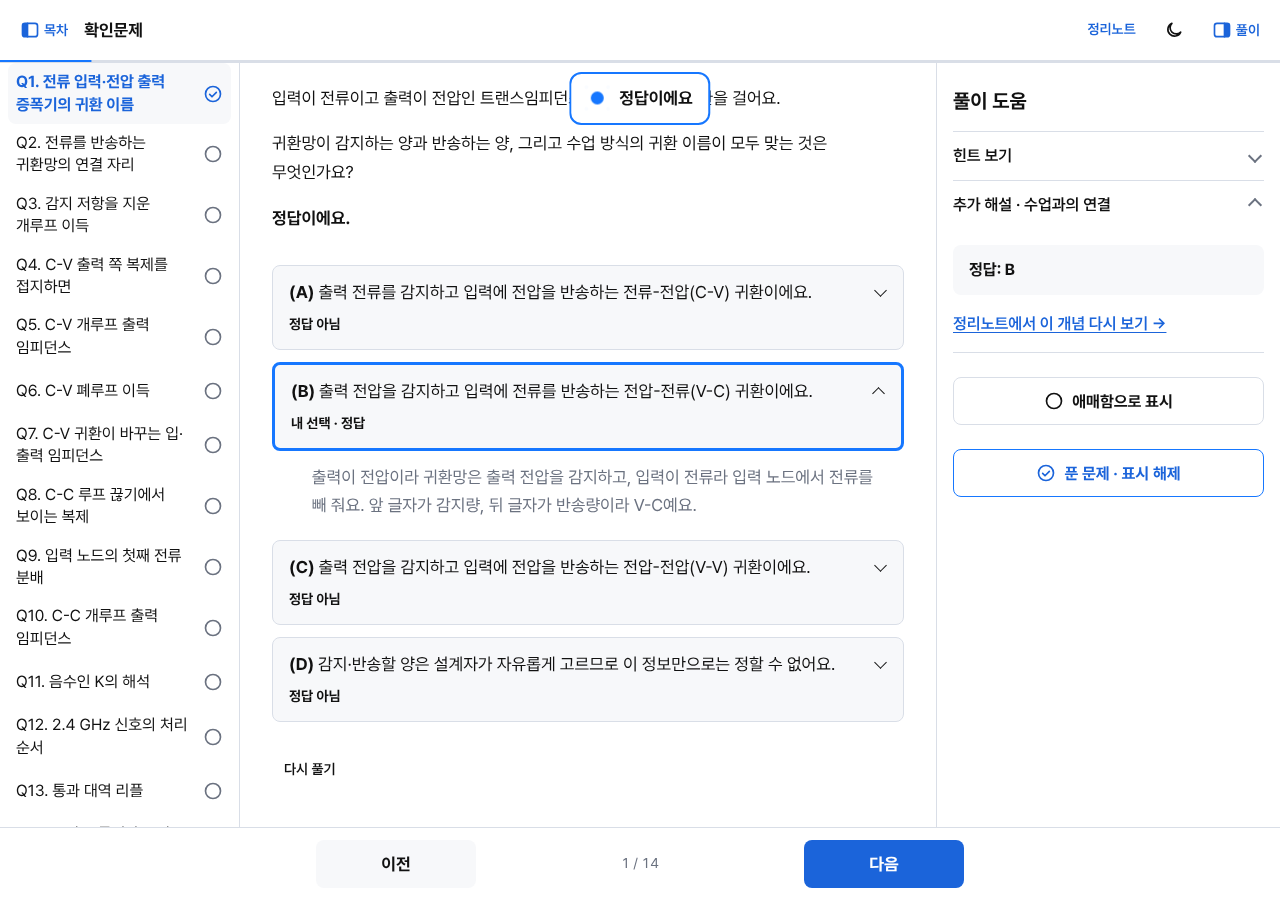 목차
확인문제
정리노트
풀이
Q1. 전류 입력·전압 출력
증폭기의 귀환 이름
Q2. 전류를 반송하는
귀환망의 연결 자리
Q3. 감지 저항을 지운
개루프 이득
Q4. C-V 출력 쪽 복제를
접지하면
Q5. C-V 개루프 출력
임피던스
Q6. C-V 폐루프 이득
Q7. C-V 귀환이 바꾸는 입·
출력 임피던스
Q8. C-C 루프 끊기에서
보이는 복제
Q9. 입력 노드의 첫째 전류
분배
Q10. C-C 개루프 출력
임피던스
Q11. 음수인 K의 해석
Q12. 2.4 GHz 신호의 처리
순서
Q13. 통과 대역 리플
정답이에요
입력이 전류이고 출력이 전압인 트랜스임피던 을 걸어요.
귀환망이 감지하는 양과 반송하는 양, 그리고 수업 방식의 귀환 이름이 모두 맞는 것은
무엇인가요?
정답이에요.
(A) 출력 전류를 감지하고 입력에 전압을 반송하는 전류-전압(C-V) 귀환이에요.
정답 아님
(B) 출력 전압을 감지하고 입력에 전류를 반송하는 전압-전류(V-C) 귀환이에요.
내 선택 · 정답
출력이 전압이라 귀환망은 출력 전압을 감지하고, 입력이 전류라 입력 노드에서 전류를
빼 줘요. 앞 글자가 감지량, 뒤 글자가 반송량이라 V-C예요.
(C) 출력 전압을 감지하고 입력에 전압을 반송하는 전압-전압(V-V) 귀환이에요.
정답 아님
(D) 감지·반송할 양은 설계자가 자유롭게 고르므로 이 정보만으로는 정할 수 없어요.
정답 아님
다시 풀기
풀이 도움
힌트 보기
추가 해설 · 수업과의 연결
정답: B
정리노트에서 이 개념 다시 보기 →
애매함으로 표시
푼 문제 · 표시 해제
이전
1 / 14
다음